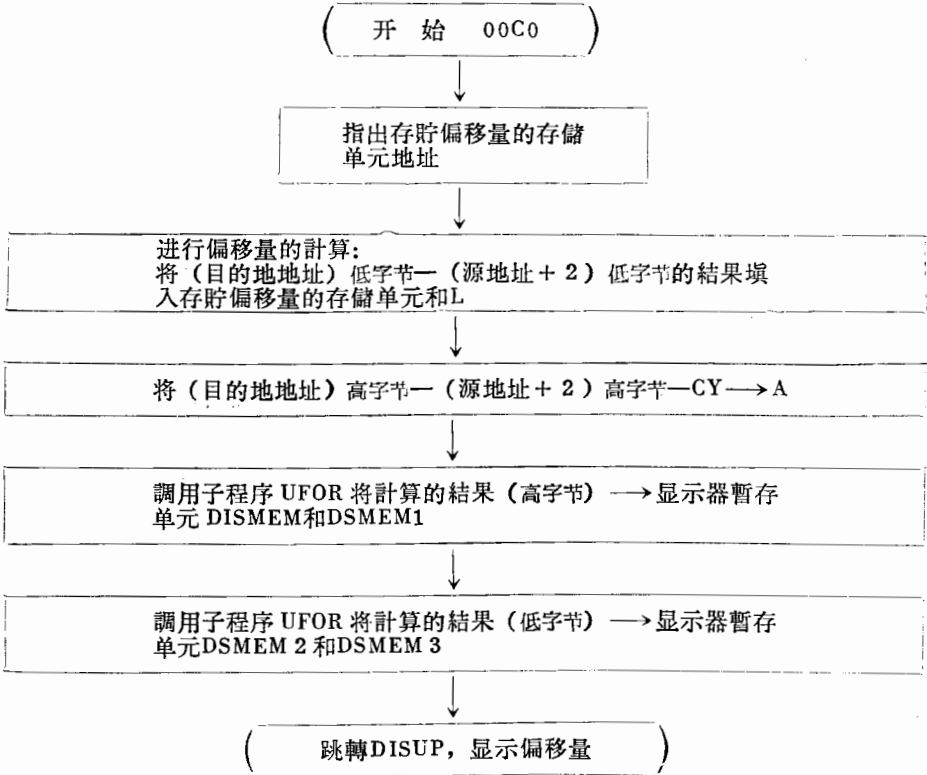 开 始 00C0
指出存貯偏移量的存儲
单元地址
进行偏移量的計算:
将（目的地地址）低字节—（源地址+2）低字节的結果填
入存貯偏移量的存儲单元和L
将（目的地地址）高字节—（源地址+2）高字节—CY→A
調用子程序 UFOR 将計算的結果（高字节）→显示器暫存
单元 DISMEM和DSMEM1
調用子程序 UFOR 将計算的結果（低字节）→显示器暫存
单元DSMEM 2 和DSMEM 3
跳轉DISUP，显示偏移量